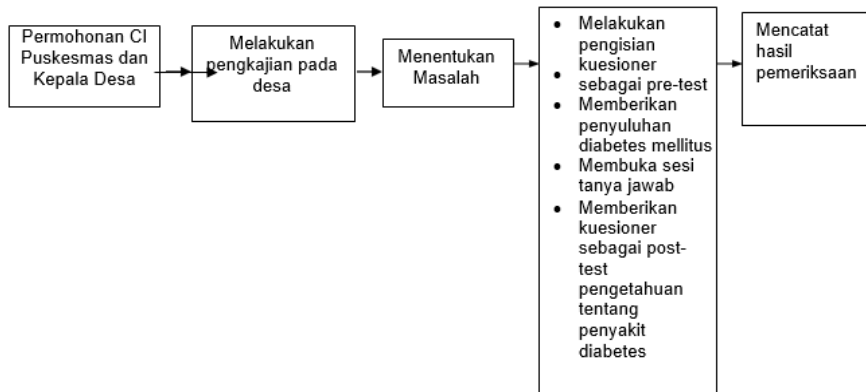 Permohonan CI
Puskesmas dan
Kepala Desa
Melakukan
pengkajian pada
desa
Menentukan
Masalah
• Melakukan
pengisian
• kuesioner
sebagai pre-test
• Memberikan
penyuluhan
diabetes mellitus
• Membuka sesi
tanya jawab
• Memberikan
kuesioner
sebagai post-
test
pengetahuan
tentang
penyakit
diabetes
Mencatat
hasil
pemeriksaan